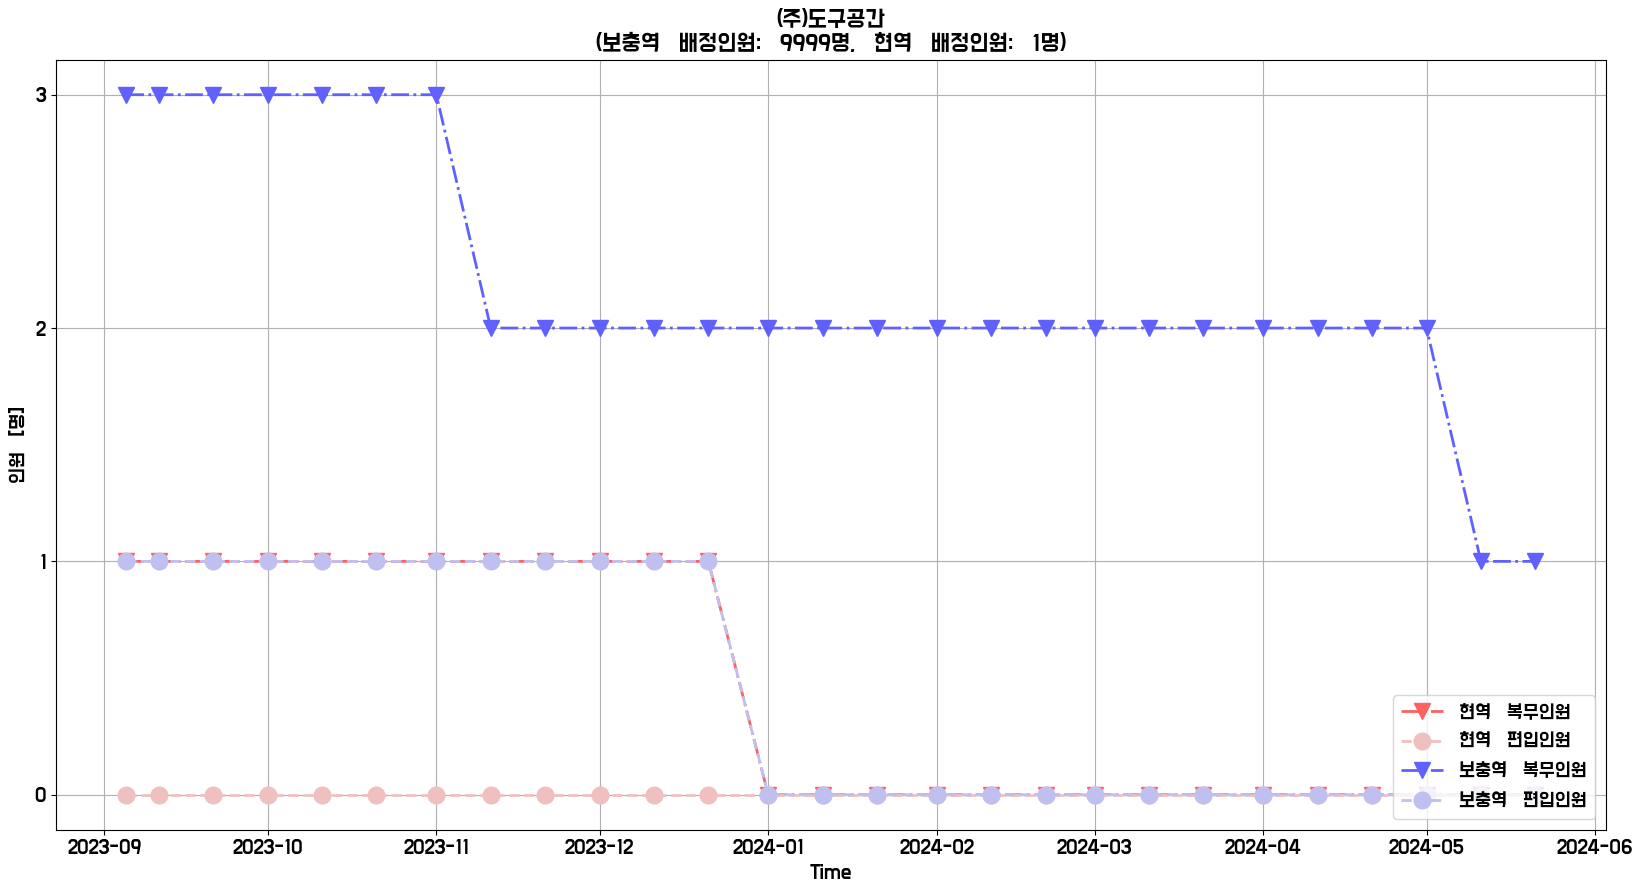 (주)도구공간
(보충역 배정인원: 9999명, 현역 배정인원: 1명)
3
2
1
0
인원 [명]
현역 복무인원
현역 편입인원
보충역 복무인원
보충역 편입인원
2023-09 2023-10 2023-11 2023-12 2024-01 2024-02 2024-03 2024-04 2024-05 2024-06
Time